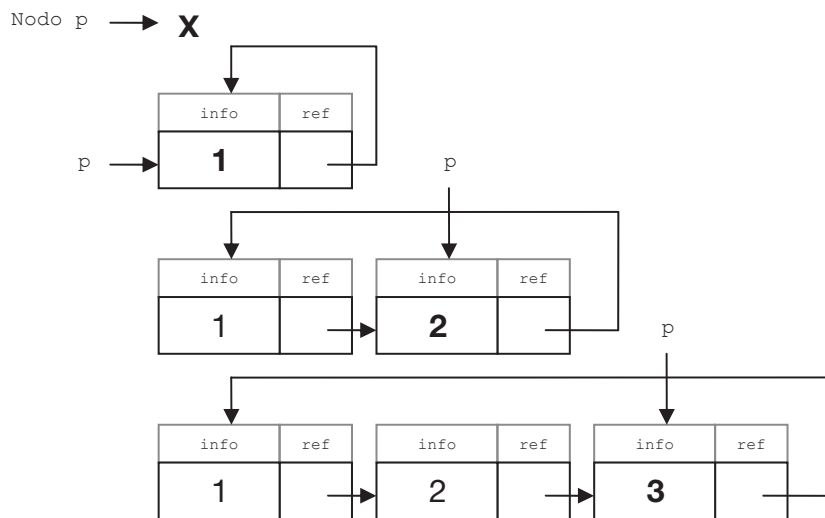 Nodo p X
info ref
p 1
p
info ref info ref
1 2
p
info ref info ref info ref
1 2 3